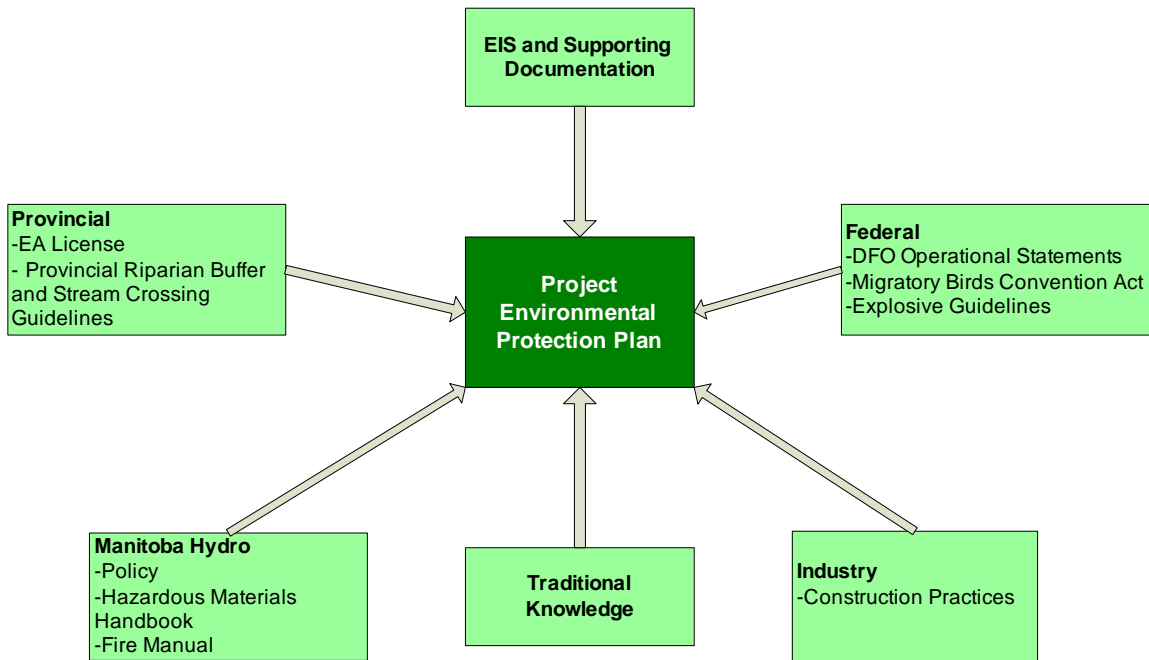 EIS and Supporting
Documentation
Provincial
-EA License
- Provincial Riparian Buffer
and Stream Crossing
Guidelines
Project
Environmental
Protection Plan
Federal
-DFO Operational Statements
-Migratory Birds Convention Act
-Explosive Guidelines
Manitoba Hydro
-Policy
-Hazardous Materials
Handbook
-Fire Manual
Traditional
Knowledge
Industry
-Construction Practices